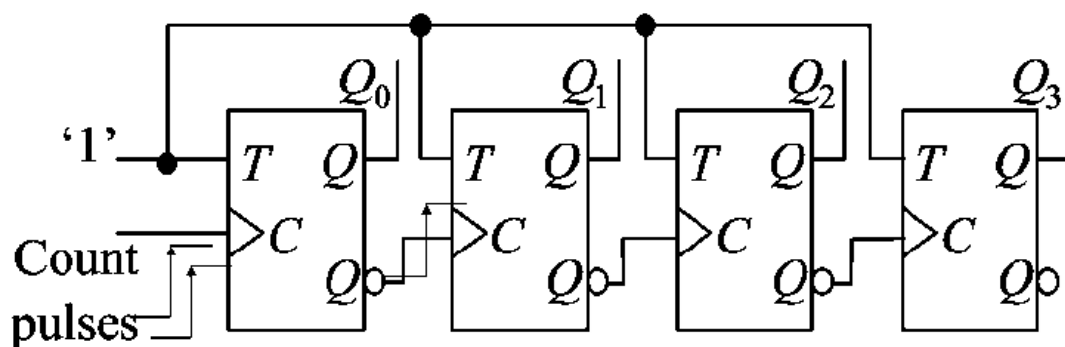 Q0 Q1 Q2 Q3
‘1’ T Q T Q T Q T Q
C C C C
Count
Q Q Q Q
pulses